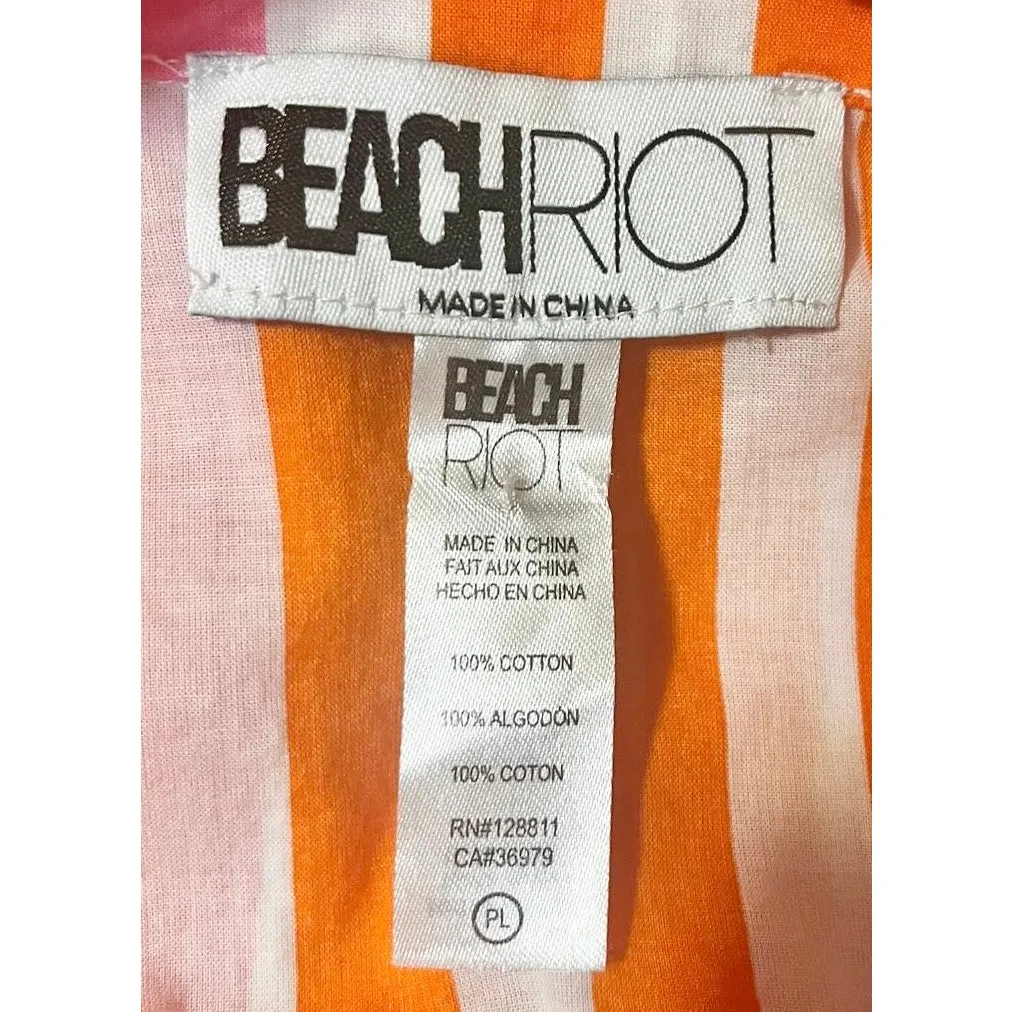 BEACHRIOT
MADE IN CHINA
BEACH
RIOT
MADE IN CHINA
FAIT AUX CHINA
HECHO EN CHINA
100% COTTON
100% ALGODÓN
100% COTON
RN#128811
CA#36979
PL